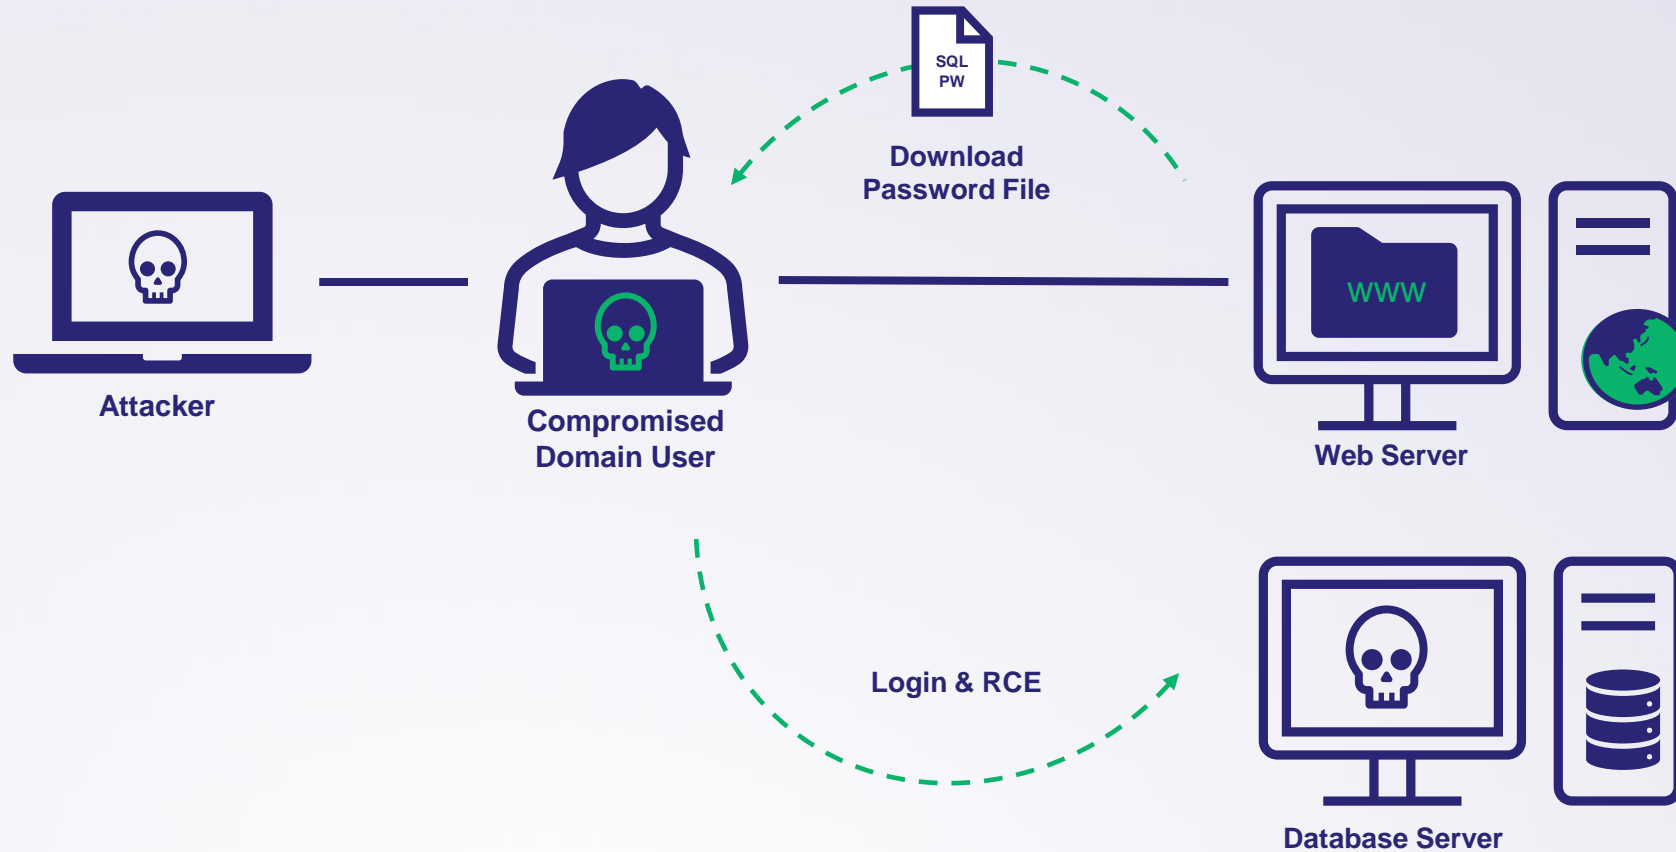 SQL
PW
Download
Password File
Attacker
Compromised
Domain User
WWW
Web Server
Login & RCE
Database Server